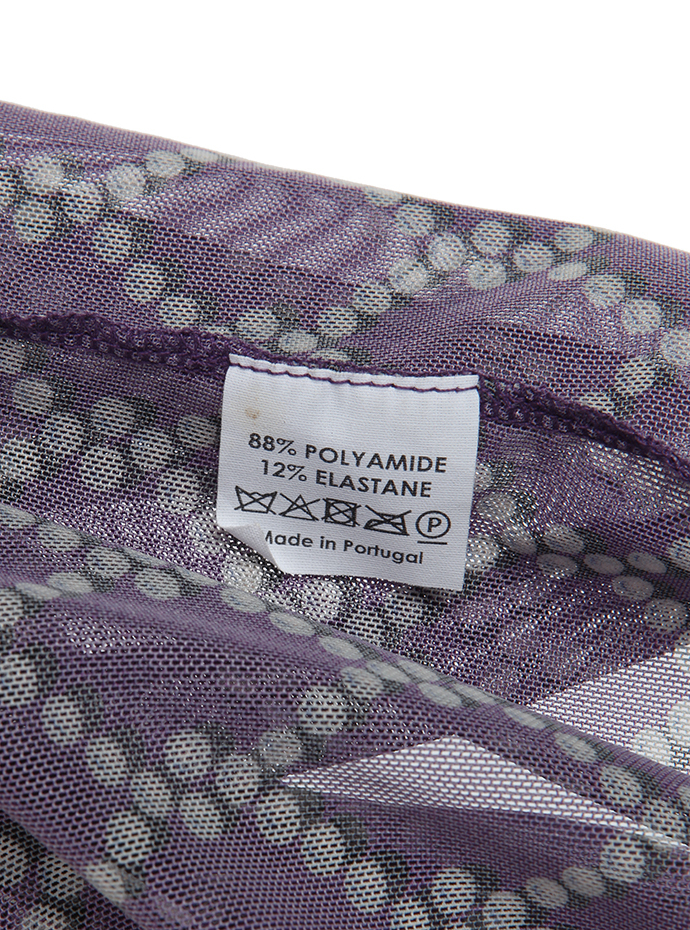 88% POLYAMIDE
12% ELASTANE
P
Made in Portugal